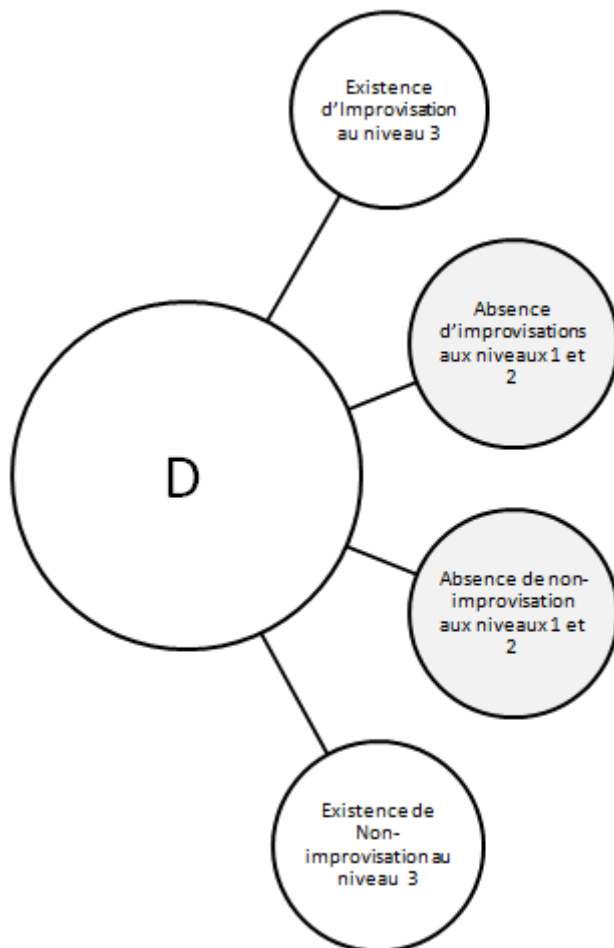 Existence
d’Improvisation
au niveau 3
Absence
d’improvisations
aux niveaux 1 et
2
D
Absence de non-
improvisation
aux niveaux 1 et
2
Existence de
Non-
improvisation au
niveau 3